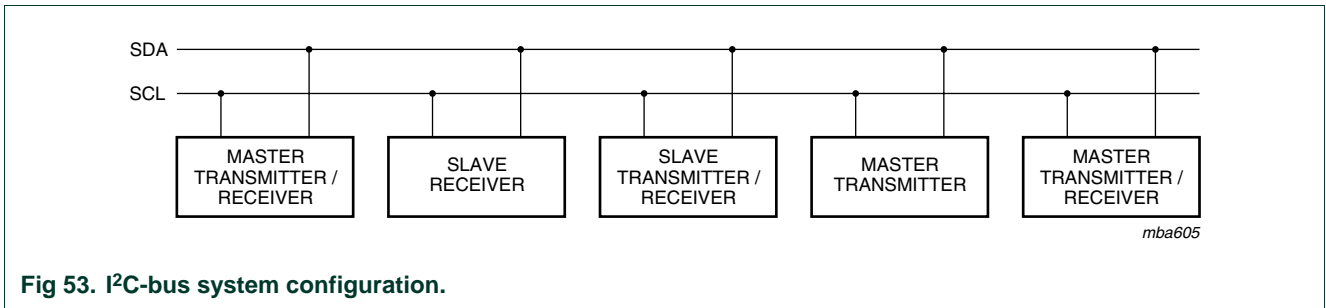 SDA
SCL
MASTER
TRANSMITTER /
RECEIVER
SLAVE
RECEIVER
SLAVE
TRANSMITTER /
RECEIVER
MASTER
TRANSMITTER
MASTER
TRANSMITTER /
RECEIVER
mba605
Fig 53. I²C-bus system configuration.